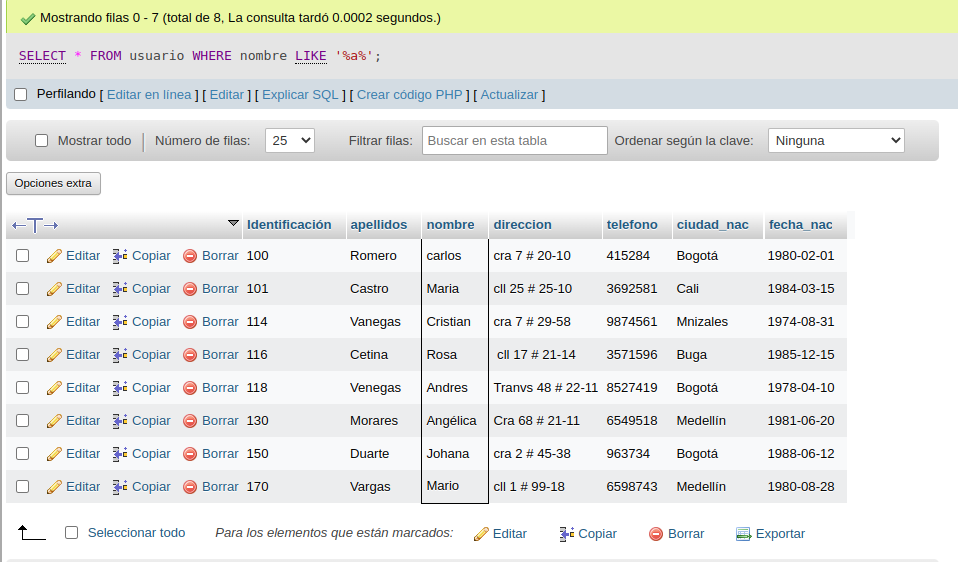 Mostrando filas 0 - 7 (total de 8, La consulta tardó 0.0002 segundos.)
SELECT * FROM usuario WHERE nombre LIKE '%a%';
Perfilando [ Editar en línea ] [ Editar ] [ Explicar SQL ] [ Crear código PHP ] [ Actualizar ]
Mostrar todo Número de filas: 25 Filtrar filas: Buscar en esta tabla Ordenar según la clave: Ninguna
Opciones extra
Identificación apellidos nombre direccion telefono ciudad_nac fecha_nac
Editar Copiar Borrar 100 Romero carlos cra 7 # 20-10 415284 Bogotá 1980-02-01
Editar Copiar Borrar 101 Castro Maria cll 25 # 25-10 3692581 Cali 1984-03-15
Editar Copiar Borrar 114 Vanegas Cristian cra 7 # 29-58 9874561 Mnizales 1974-08-31
Editar Copiar Borrar 116 Cetina Rosa cll 17 # 21-14 3571596 Buga 1985-12-15
Editar Copiar Borrar 118 Venegas Andres Tranvs 48 # 22-11 8527419 Bogotá 1978-04-10
Editar Copiar Borrar 130 Morares Angélica Cra 68 # 21-11 6549518 Medellín 1981-06-20
Editar Copiar Borrar 150 Duarte Johana cra 2 # 45-38 963734 Bogotá 1988-06-12
Editar Copiar Borrar 170 Vargas Mario cll 1 # 99-18 6598743 Medellín 1980-08-28
Seleccionar todo Para los elementos que están marcados: Editar Copiar Borrar Exportar